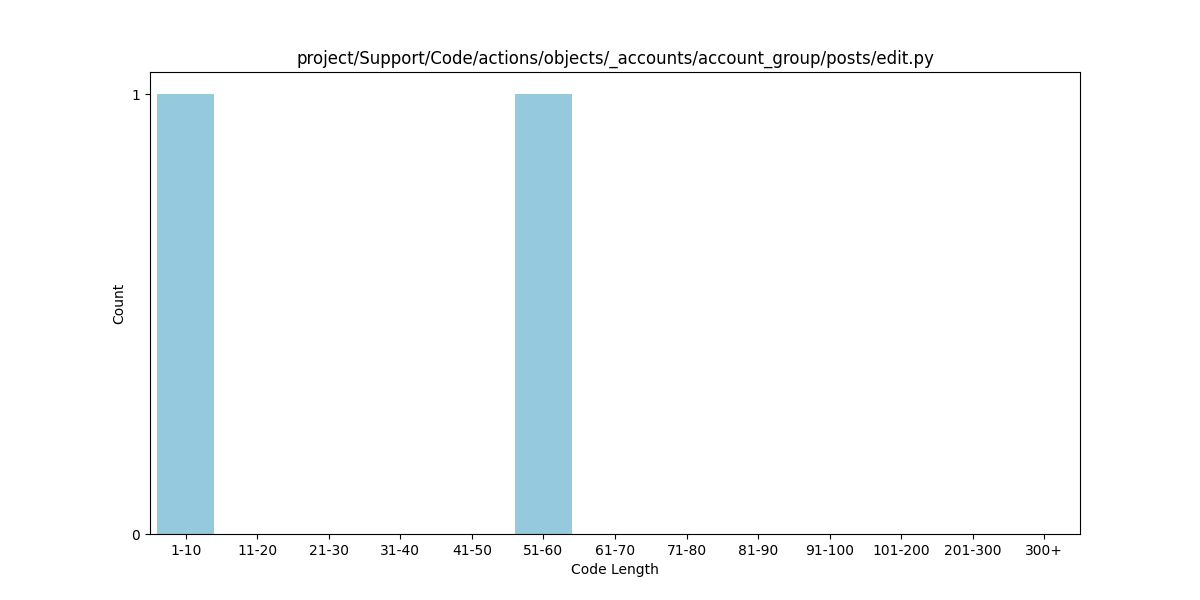 project/Support/Code/actions/objects/_accounts/account_group/posts/edit.py
1
Count
0
1-10 11-20 21-30 31-40 41-50 51-60 61-70 71-80 81-90 91-100 101-200 201-300 300+
Code Length